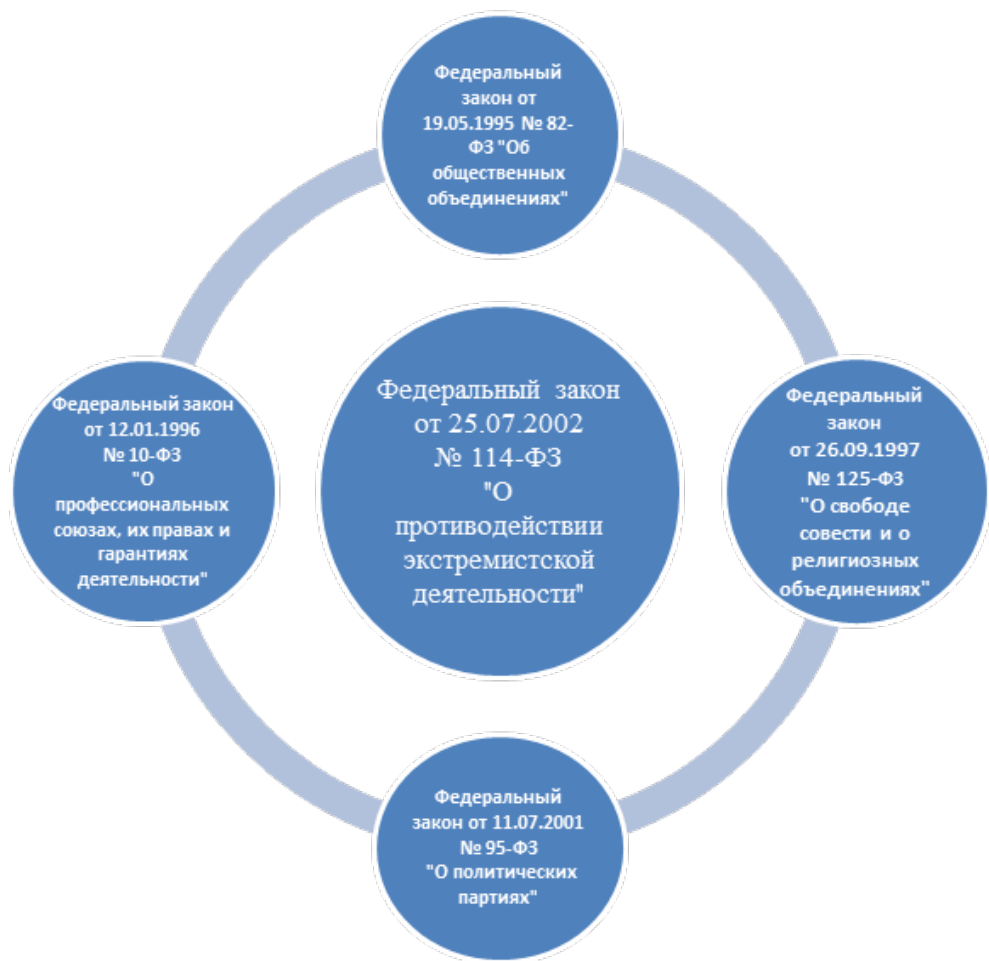 Федеральный
закон от
19.05.1995 № 82-
ФЗ "Об
общественных
объединениях"
Федеральный закон
от 12.01.1996
№ 10-ФЗ
"О
профессиональных
союзах, их правах и
гарантиях
деятельности"
Федеральный закон
от 25.07.2002
№ 114-ФЗ
"О
противодействии
экстремистской
деятельности"
Федеральный
закон
от 26.09.1997
№ 125-ФЗ
"О свободе
совести и о
религиозных
объединениях"
Федеральный
закон от 11.07.2001
№ 95-ФЗ
"О политических
партиях"